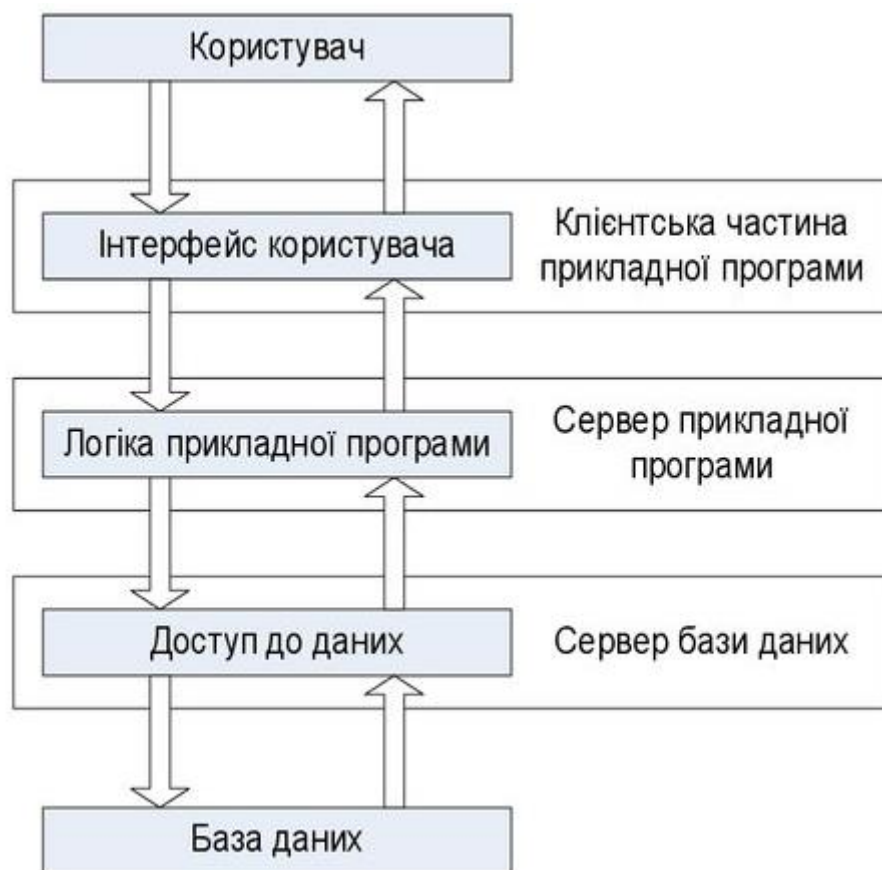 Користувач
Інтерфейс користувача
Клієнтська частина
прикладної програми
Логіка прикладної програми
Сервер прикладної
програми
Доступ до даних
Сервер бази даних
База даних